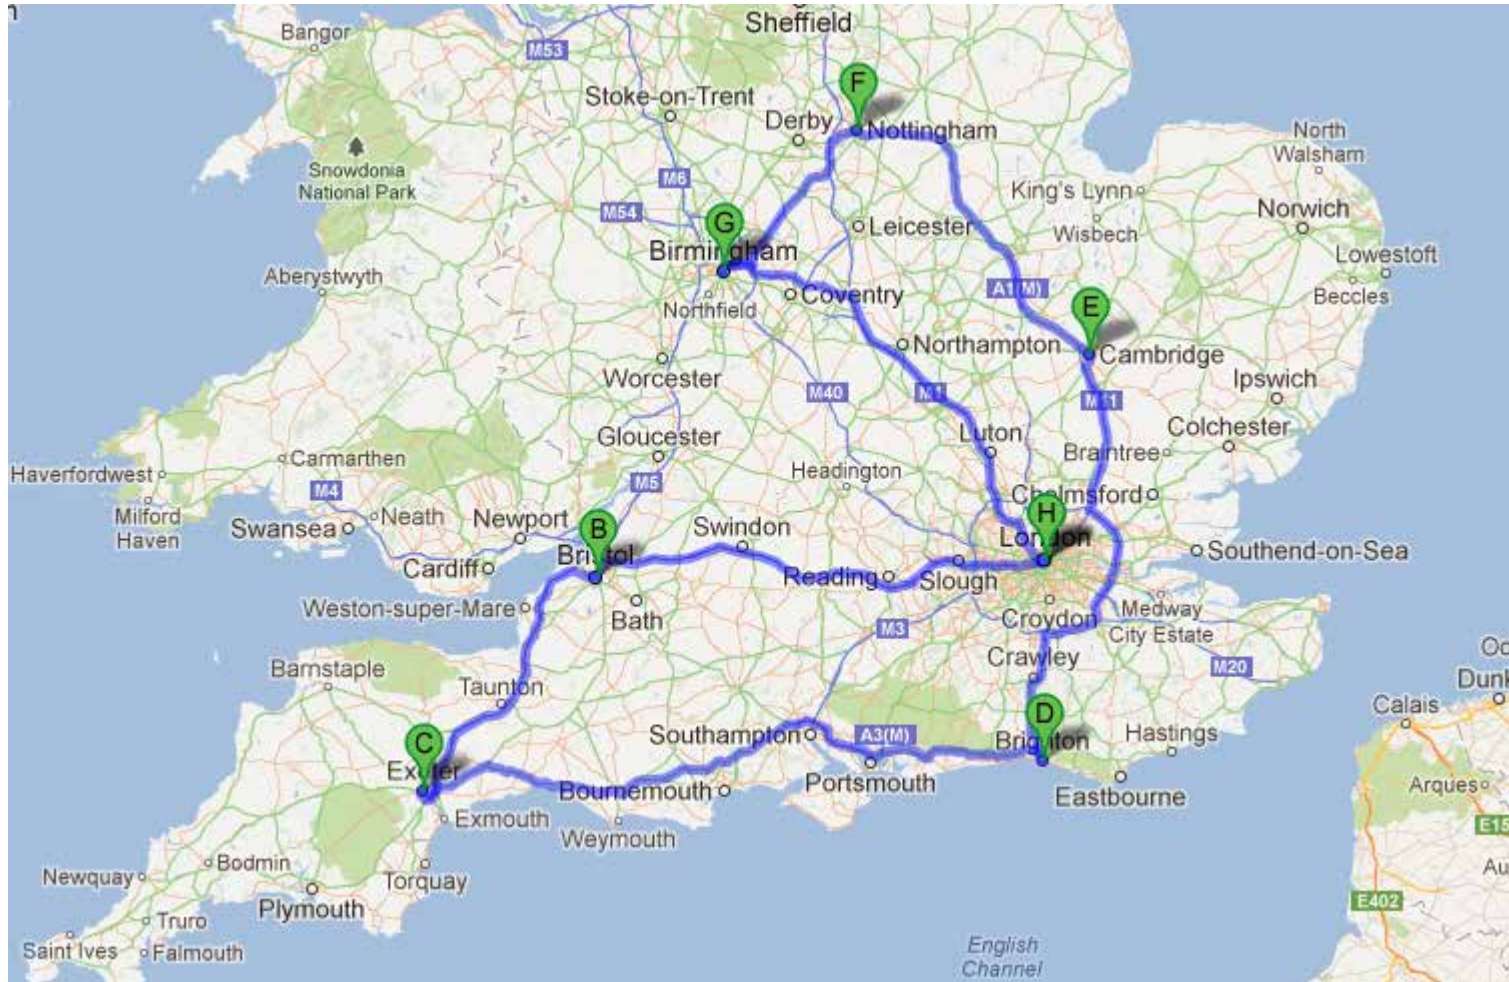 n
Sheffield
Bangor
M53
F
Stoke-on-Trent
Derby
Nottingham
North
Walsham
Snowdonia
National Park
M6
King's Lynn
M54
G
Leicester
Wisbech
Norwich
Birmingham
Lowestoft
Aberystwyth
Northfield
Coventry
A1(M)
E
Beccles
Northampton
Cambridge
Worcester
M40
M1
M11
Ipswich
Gloucester
Luton
Braintree
Colchester
Haverfordwest
Carmarthen
Headington
M4
M5
Chelmsford
Milford
Haven
Neath
Swansea
Newport
B
Swindon
H
London
Bristol
Southend-on-Sea
Cardiff
Reading
Slough
Weston-super-Mare
Bath
Croydon
Medway
City Estate
M3
Barnstaple
Taunton
Crawley
M20
Oo
Dunk
Calais
C
Southampton
A3(M)
D
Brighton
Hastings
Exeter
Bournemouth
Portsmouth
Eastbourne
Arques
Exmouth
Weymouth
E15
Bodmin
Torquay
Au
Newquay
Plymouth
E402
Truro
Saint Ives
Falmouth
English
Channel